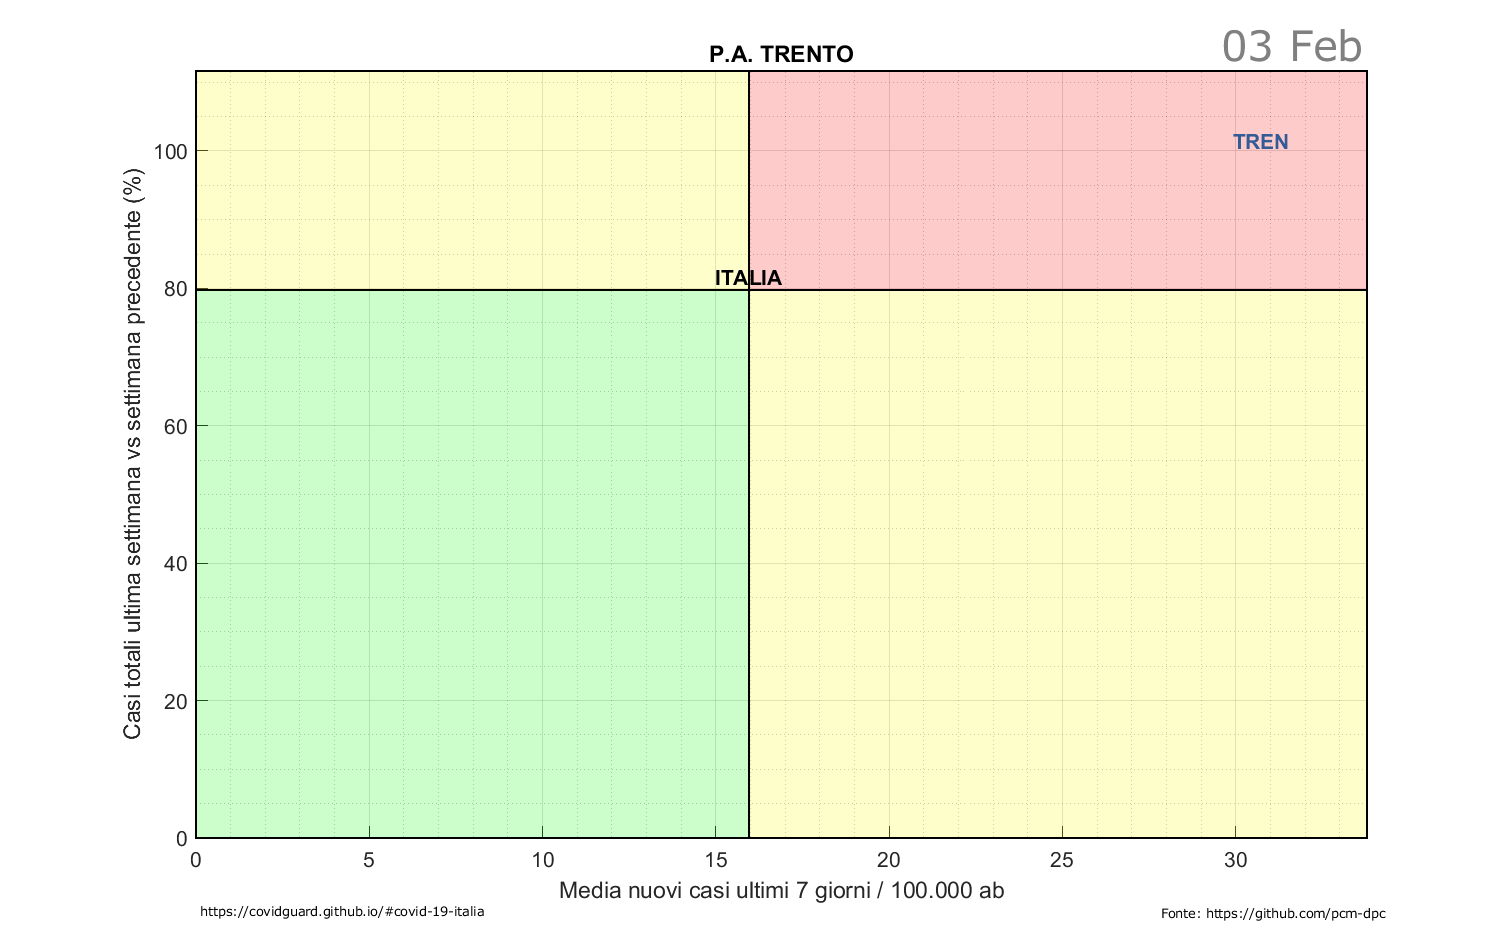 03 Feb
P.A. TRENTO
Casi totali ultima settimana vs settimana precedente (%)
100
80
60
40
20
0
TREN
ITALIA
0 5 10 15 20 25 30
Media nuovi casi ultimi 7 giorni / 100.000 ab
https://covidguard.github.io/#covid-19-italia
Fonte: https://github.com/pcm-dpc